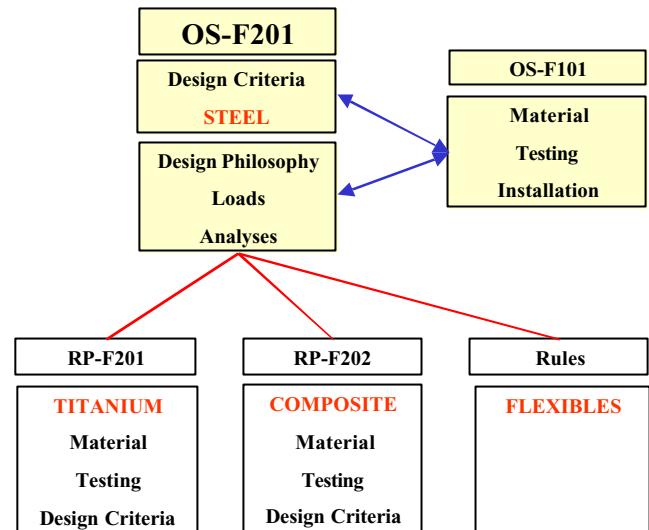 OS-F201
Design Criteria
STEEL
Design Philosophy
Loads
Analyses
OS-F101
Material
Testing
Installation
RP-F201
TITANIUM
Material
Testing
Design Criteria
RP-F202
COMPOSITE
Material
Testing
Design Criteria
Rules
FLEXIBLES